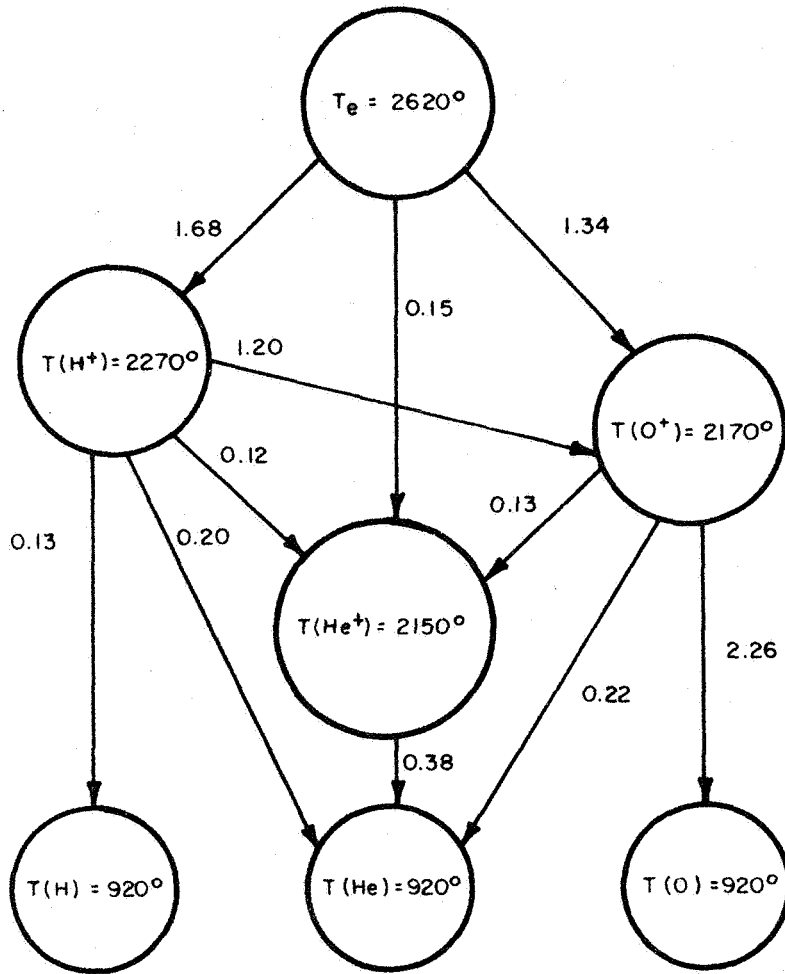 Te = 2620°
1.68
1.34
0.15
T(H+)=2270°
1.20
T(O+)=2170°
0.12
0.13
0.13
0.20
T(He+)=2150°
2.26
0.22
0.38
T(H) =920°
T(He)=920°
T(O)=920°